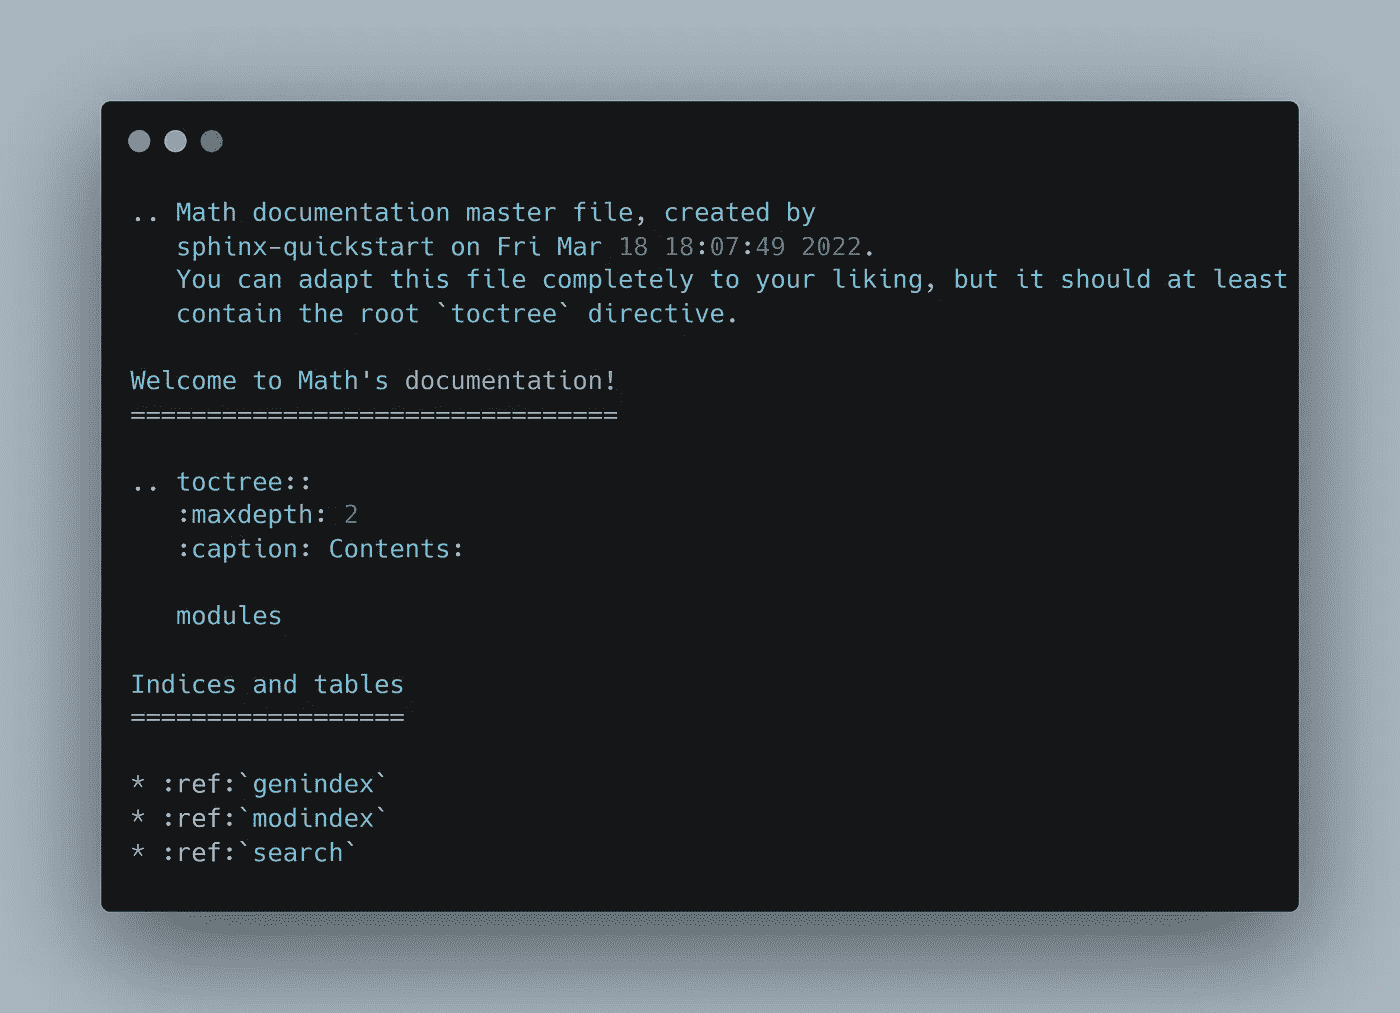 .. Math documentation master file, created by
   sphinx-quickstart on Fri Mar 18 18:07:49 2022.
   You can adapt this file completely to your liking, but it should at least
   contain the root `toctree` directive.

Welcome to Math's documentation!
================================

.. toctree::
   :maxdepth: 2
   :caption: Contents:

   modules

Indices and tables
==================

* :ref:`genindex`
* :ref:`modindex`
* :ref:`search`